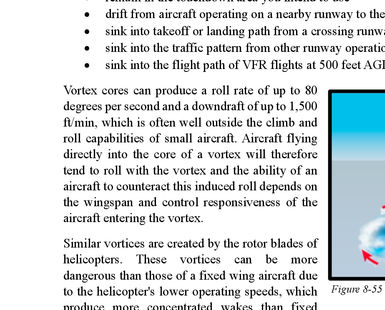 remain in the touchdown area you intend to use
• drift from aircraft operating on a nearby runway to the
• sink into takeoff or landing path from a crossing runwa
• sink into the traffic pattern from other runway operatio
• sink into the flight path of VFR flights at 500 feet AGI
Vortex cores can produce a roll rate of up to 80
degrees per second and a downdraft of up to 1,500
ft/min, which is often well outside the climb and
roll capabilities of small aircraft. Aircraft flying
directly into the core of a vortex will therefore
tend to roll with the vortex and the ability of an
aircraft to counteract this induced roll depends on
the wingspan and control responsiveness of the
aircraft entering the vortex.
Similar vortices are created by the rotor blades of
helicopters. These vortices can be more
dangerous than those of a fixed wing aircraft due
to the helicopter's lower operating speeds, which
produce more concentrated wakes than fixed
Figure 8-55